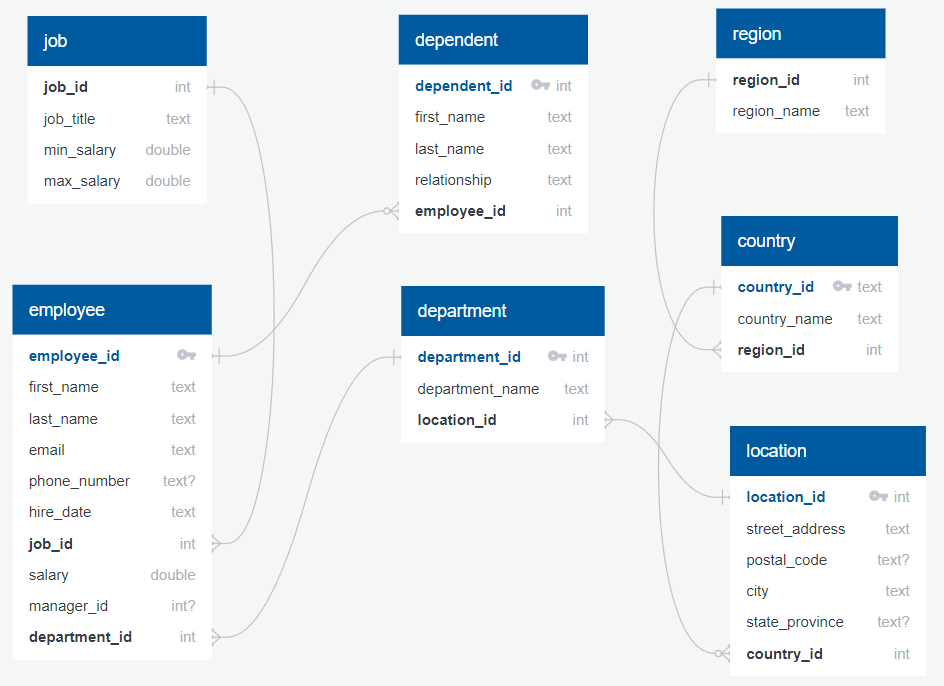 job
job_id int
job_title text
min_salary double
max_salary double
dependent
dependent_id int
first_name text
last_name text
relationship text
employee_id int
region
region_id int
region_name text
country
country_id text
country_name text
region_id int
employee
employee_id
first_name text
last_name text
email text
phone_number text?
hire_date text
job_id int
salary double
manager_id int?
department_id int
department
department_id int
department_name text
location_id int
location
location_id int
street_address text
postal_code text?
city text
state_province text?
country_id int